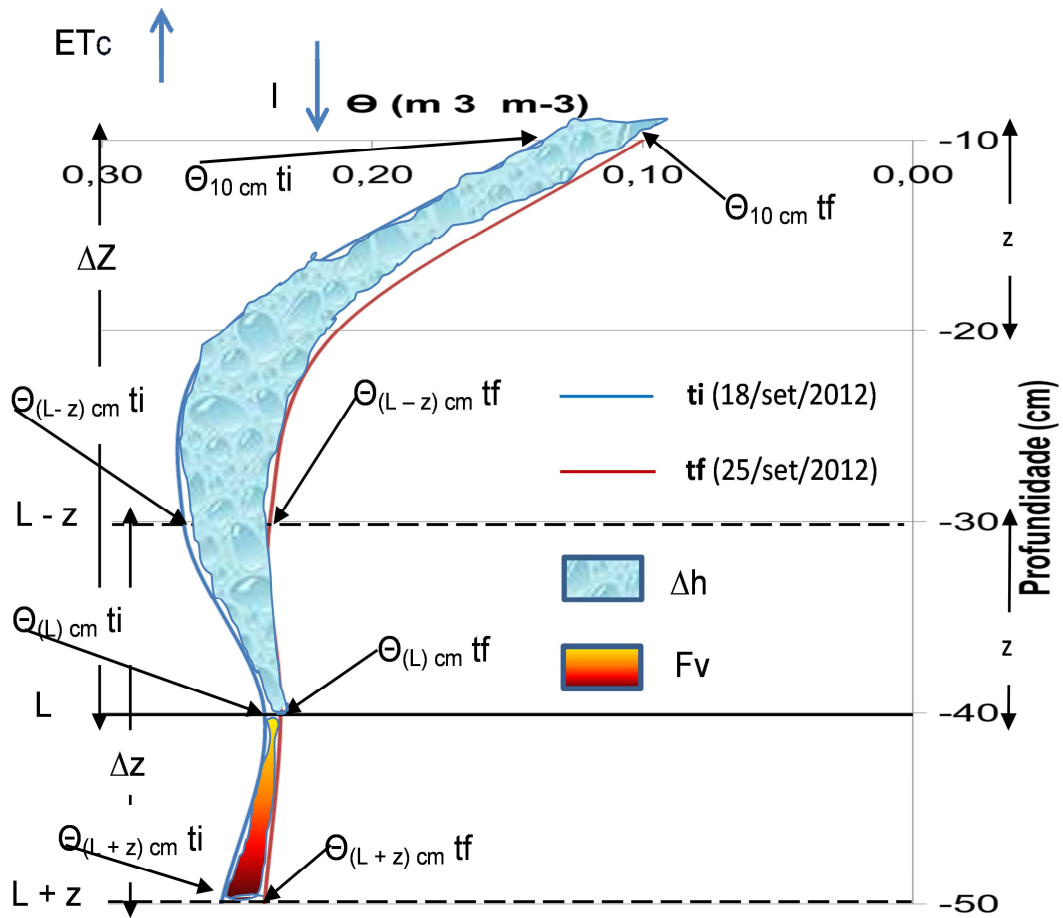 ETc
I
Θ (m 3 m-3)
-10
0,30
0,20
0,10
0,00
Θ10 cm ti
Θ10 cm tf
z
ΔZ
-20
Θ(L- z) cm ti
Θ(L – z) cm tf
ti (18/set/2012)
tf (25/set/2012)
Profundidade (cm)
L - z
-30
Δh
Θ(L) cm ti
Θ(L) cm tf
Fv
z
L
-40
Δz
Θ(L + z) cm ti
Θ(L + z) cm tf
L + z
-50